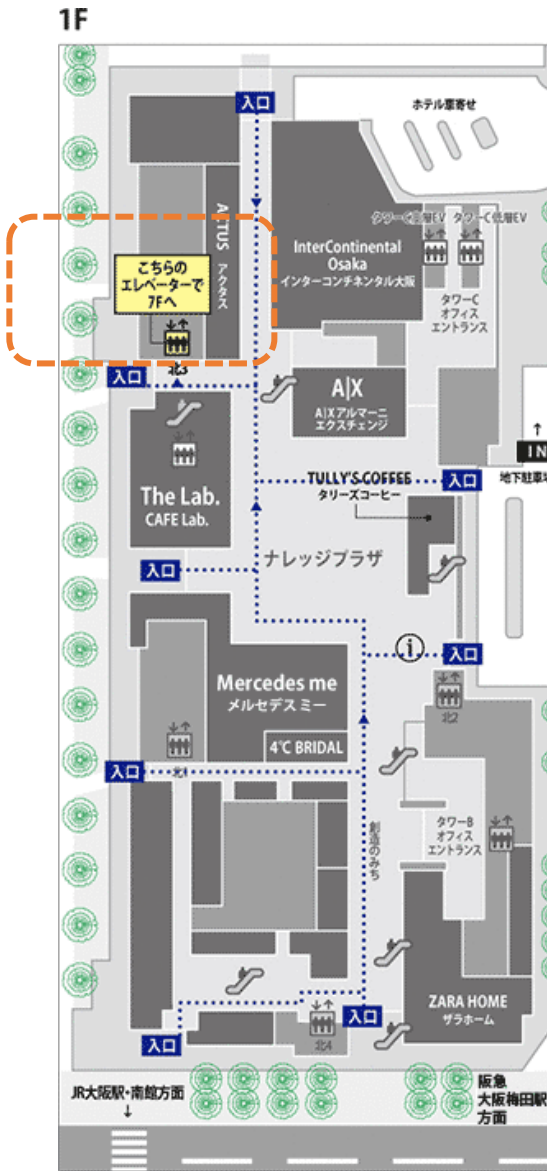 1F
入口
ホテル車寄せ
ACTUS アクタス
タワーC高層EV
タワーC低層EV
InterContinental
Osaka
インターコンチネンタル大阪
タワーC
オフィス
エントランス
こちらの
エレベーターで
7Fへ
北3
入口
A|X
A|Xアルマーニ
エクスチェンジ
↑
IN
地下駐車場
TULLY'S COFFEE
タリーズコーヒー
入口
The Lab.
CAFE Lab.
入口
ナレッジプラザ
i
入口
Mercedes me
メルセデス ミー
北2
4℃ BRIDAL
北1
入口
創造のみち
タワーB
オフィス
エントランス
ZARA HOME
ザラホーム
入口
北4
入口
JR大阪駅・南館方面
↓
阪急
大阪梅田駅
方面